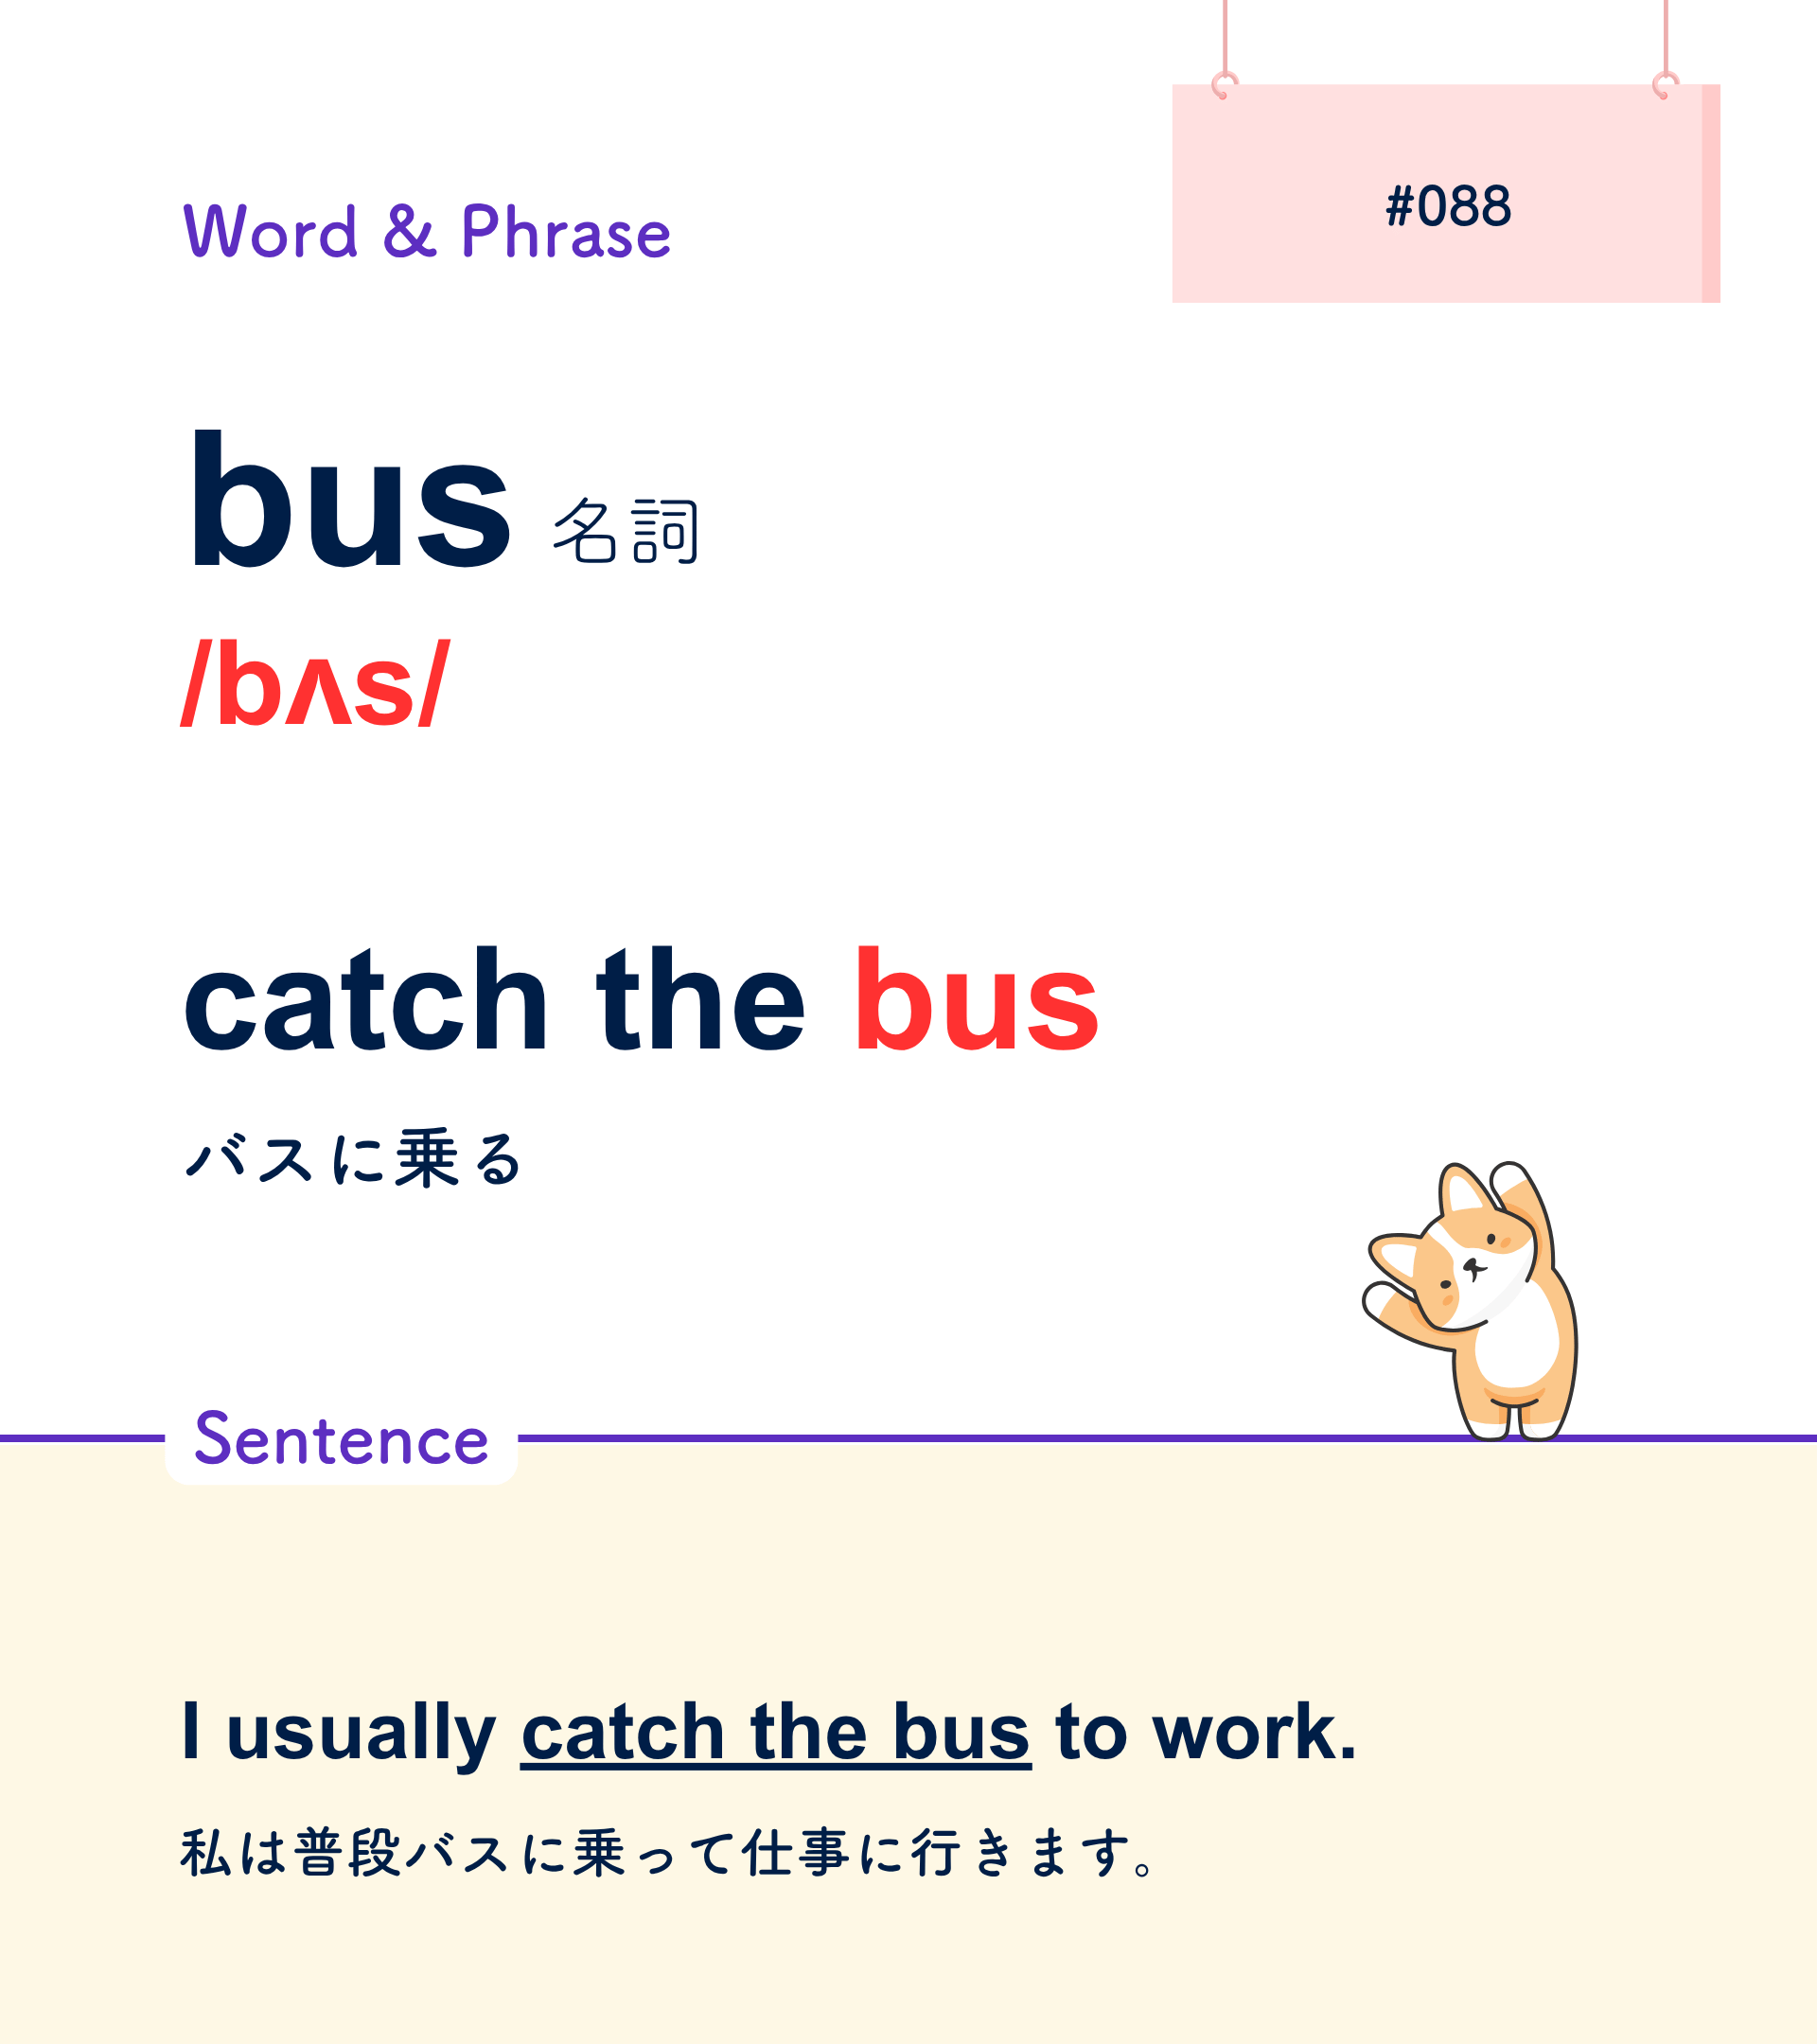 #088
Word & Phrase
bus 名詞
/bʌs/
catch the bus
バスに乗る
Sentence
I usually catch the bus to work.
私は普段バスに乗って仕事に行きます。